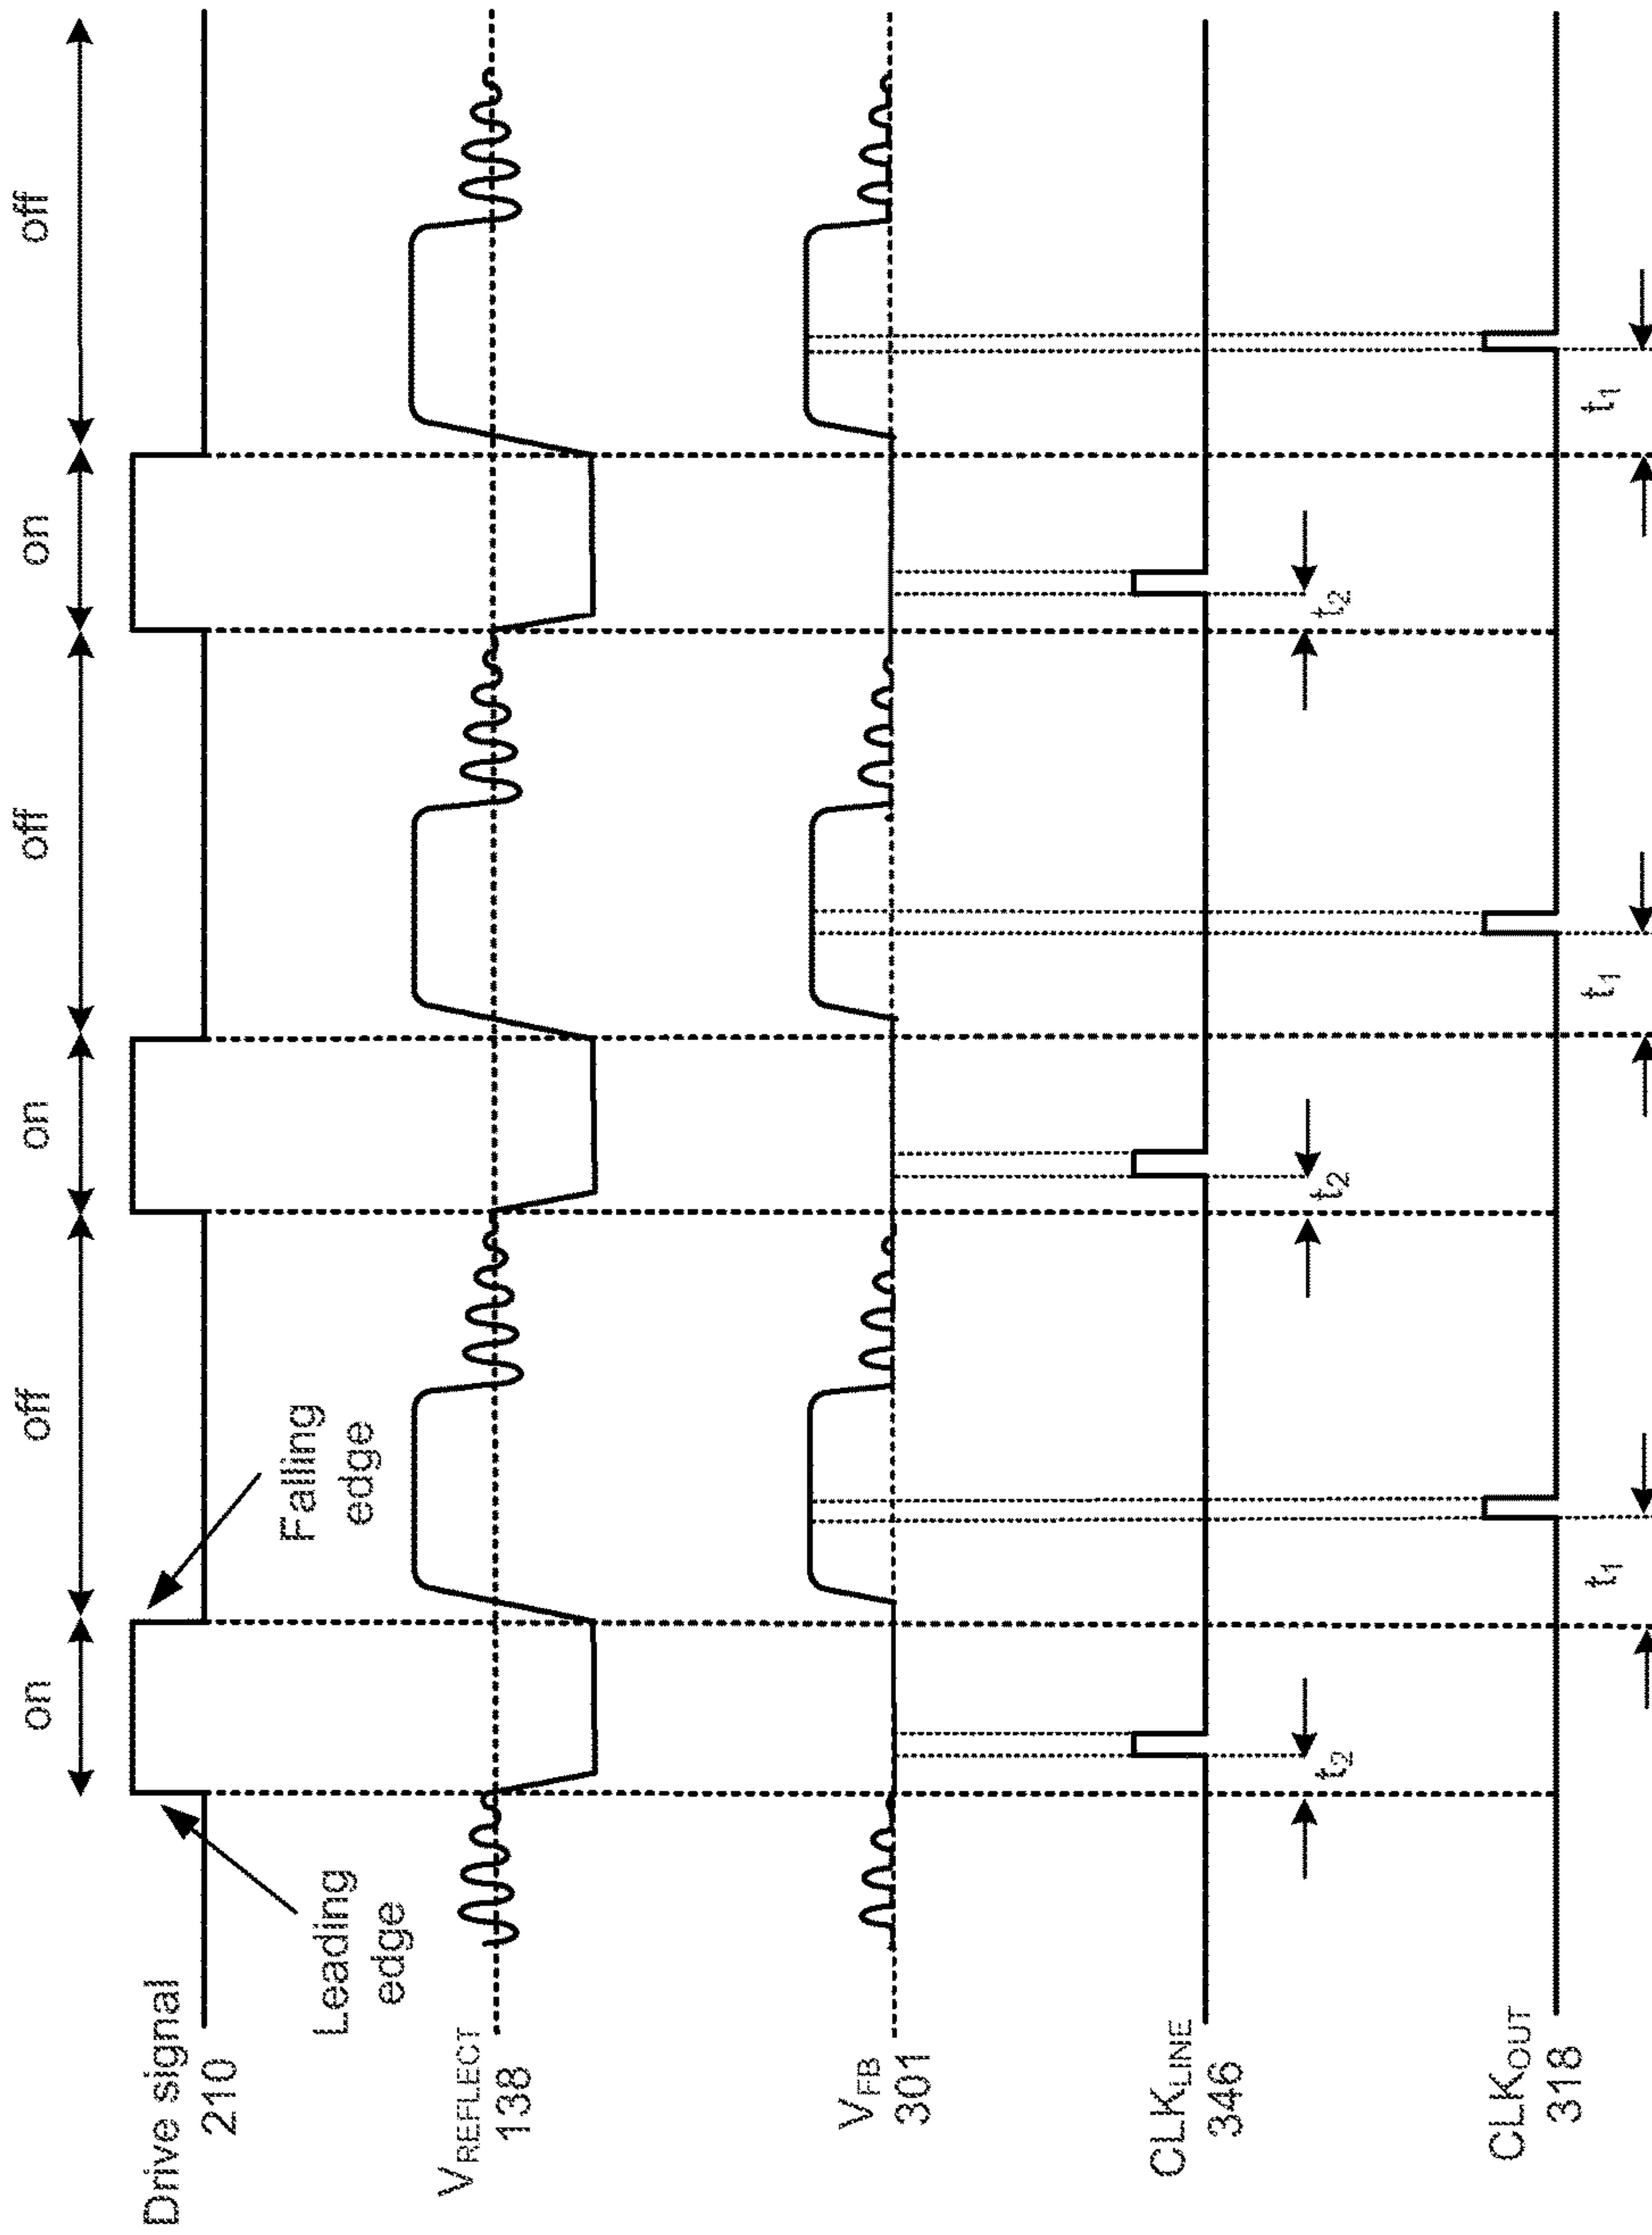 on
off
on
off
on
off
Drive signal
210
Leading
edge
Falling
edge
VREFLECT
138
VFB
301
CLKLINE
346
t2
t2
t2
CLKOUT
318
t1
t1
t1